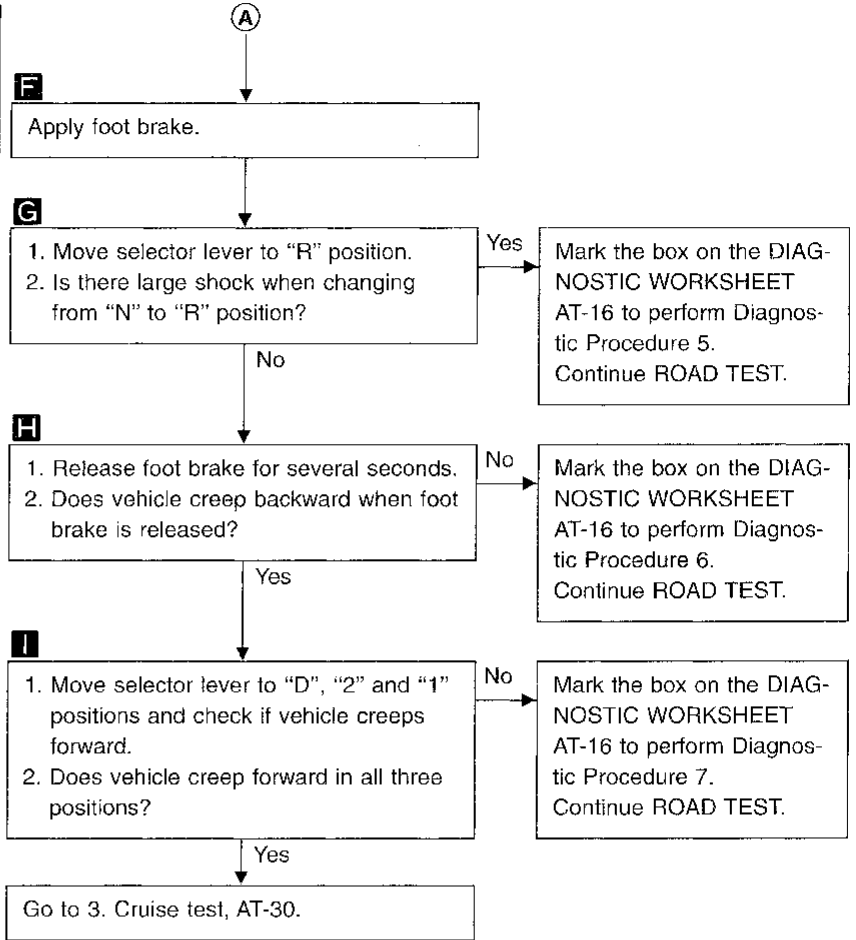 A
F
Apply foot brake.
G
1. Move selector lever to “R” position.
2. Is there large shock when changing
from “N” to “R” position?
Yes
Mark the box on the DIAG-
NOSTIC WORKSHEET
AT-16 to perform Diagnos-
tic Procedure 5.
Continue ROAD TEST.
No
H
1. Release foot brake for several seconds.
2. Does vehicle creep backward when foot
brake is released?
No
Mark the box on the DIAG-
NOSTIC WORKSHEET
AT-16 to perform Diagnos-
tic Procedure 6.
Continue ROAD TEST.
Yes
I
1. Move selector lever to “D”, “2” and “1”
positions and check if vehicle creeps
forward.
2. Does vehicle creep forward in all three
positions?
No
Mark the box on the DIAG-
NOSTIC WORKSHEET
AT-16 to perform Diagnos-
tic Procedure 7.
Continue ROAD TEST.
Yes
Go to 3. Cruise test, AT-30.